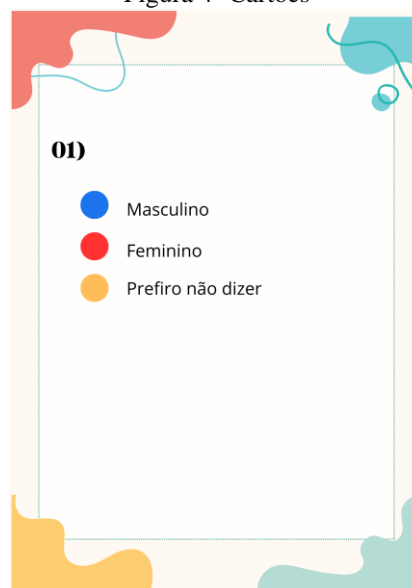 Figura 4- Cartões
01)
Masculino
Feminino
Prefiro não dizer